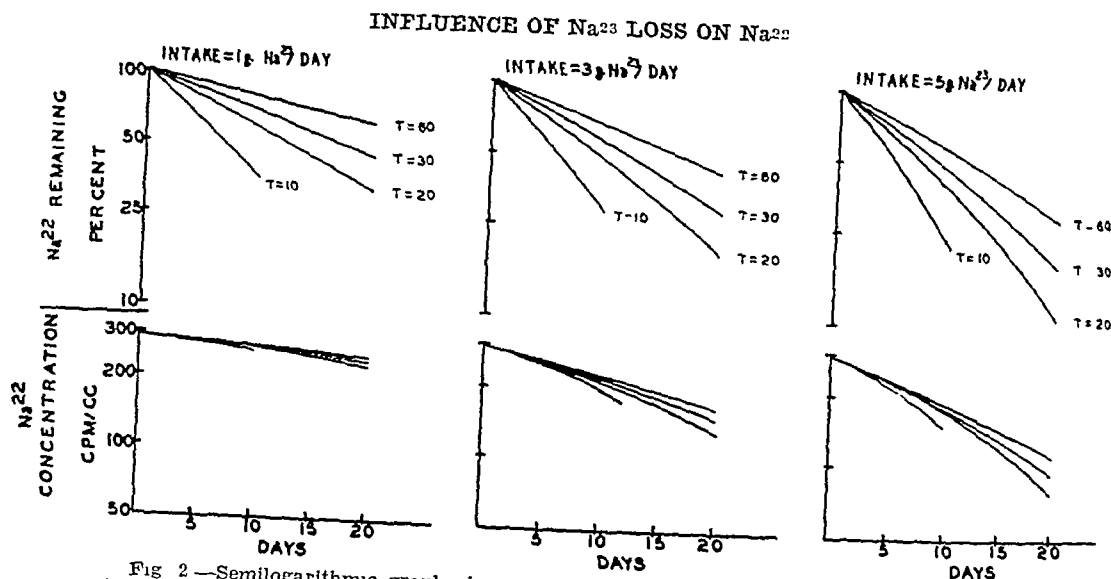 INFLUENCE OF Na23 LOSS ON Na22
INTAKE=1g. Na23/DAY
INTAKE=3g Na23/DAY
INTAKE=5g Na23/DAY
Na22 REMAINING
PERCENT
100
50
25
10
T=60
T=30
T=20
T=10
T=60
T=30
T=20
T-10
T-60
T 30
T=20
T=10
Na22
CONCENTRATION
CPM/CC
300
200
100
50
5 10 15 20
DAYS
5 10 15 20
DAYS
5 10 15 20
DAYS
Fig 2—Semilogarithmic